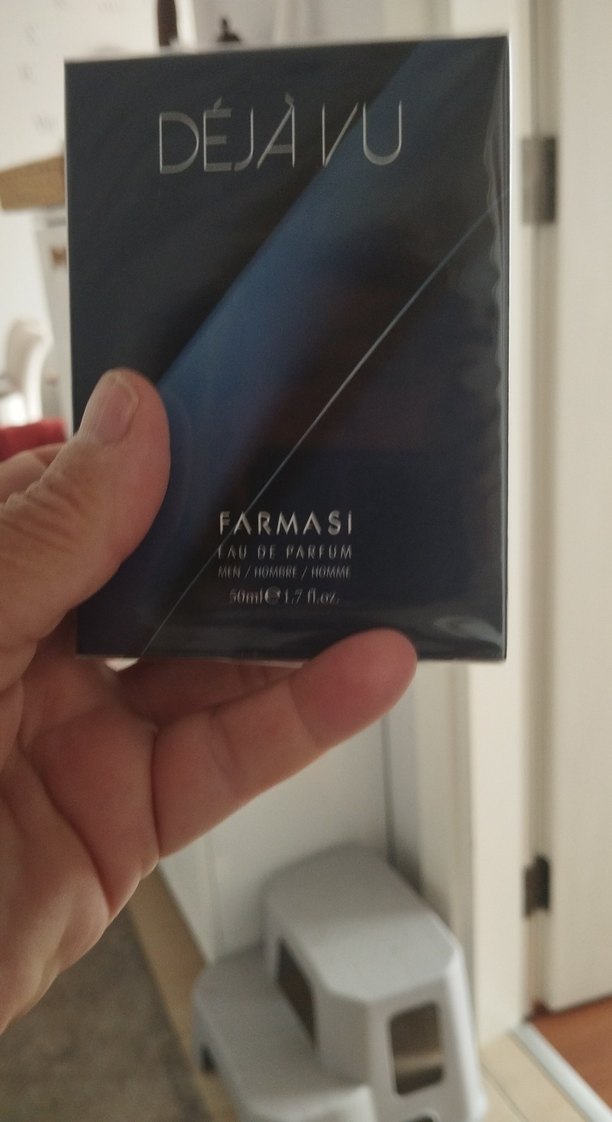 DÉJÀ VU
FARMASI
EAU DE PARFUM
MEN / HOMBRE / HOMME
50ml ℮ 1.7 fl.oz.